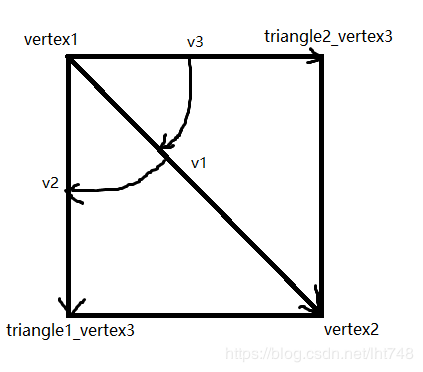 vertex1
v3
triangle2_vertex3
v1
v2
triangle1_vertex3
vertex2
https://blog.csdn.net/lht748